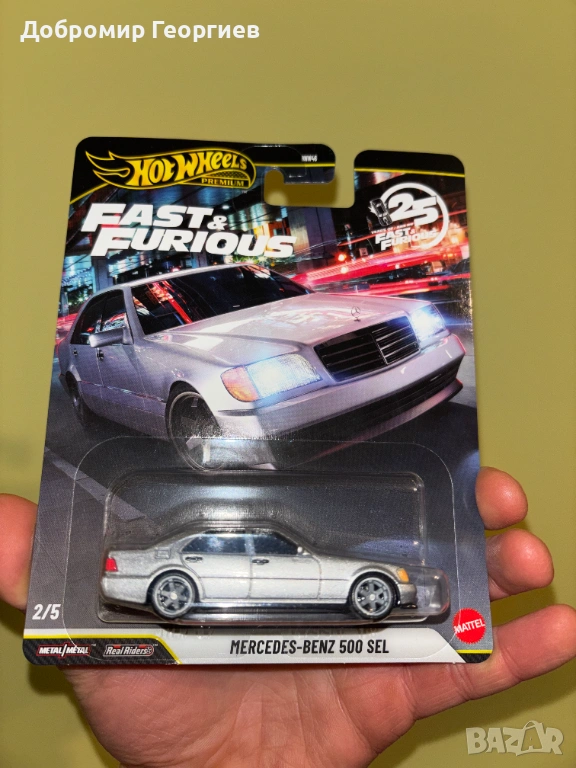 Добромир Георгиев
HOT WHEELS
PREMIUM
FAST &
FURIOUS
25
FAST &
FURIOUS
2/5
METAL/METAL
Real Riders
MERCEDES-BENZ 500 SEL
MATTEL
BAZAR